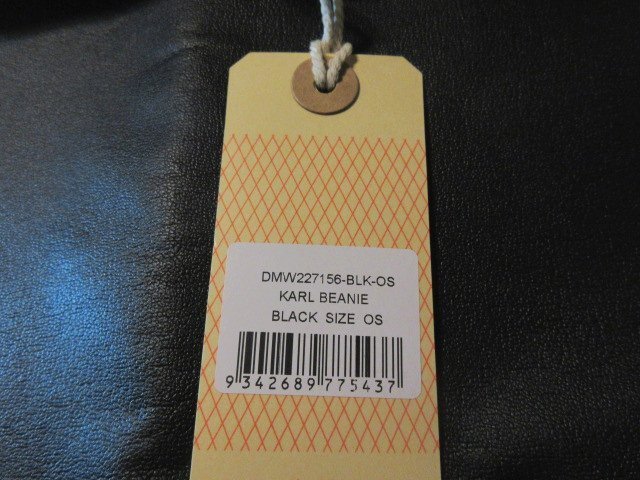 DMW227156-BLK-OS
KARL BEANIE
BLACK SIZE OS
9 342689 775437